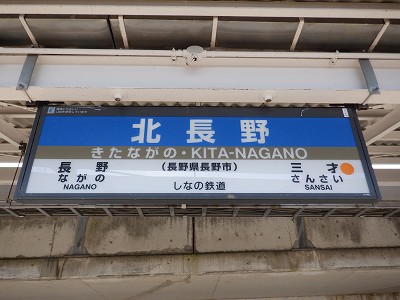 北長野
きたながの・KITA-NAGANO
長野 (長野県長野市) 三才
ながの さんさい
NAGANO しなの鉄道 SANSAI